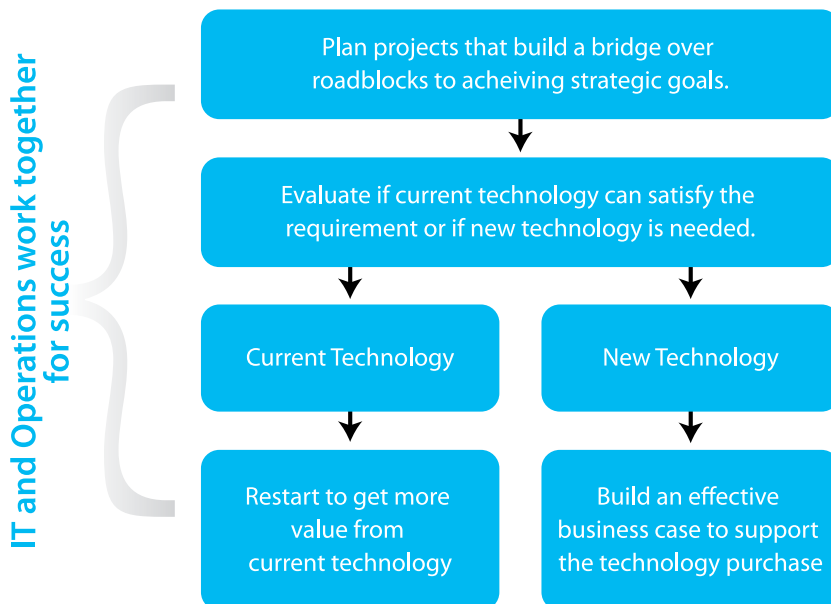 IT and Operations work together
for success
Plan projects that build a bridge over
roadblocks to acheiving strategic goals.
Evaluate if current technology can satisfy the
requirement or if new technology is needed.
Current Technology
New Technology
Restart to get more
value from
current technology
Build an effective
business case to support
the technology purchase